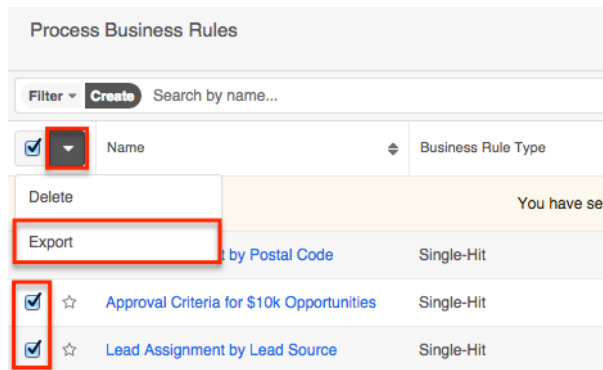 Process Business Rules
Filter Create Search by name...
Name Business Rule Type
Delete
You have se
Export
t by Postal Code Single-Hit
Approval Criteria for $10k Opportunities Single-Hit
Lead Assignment by Lead Source Single-Hit